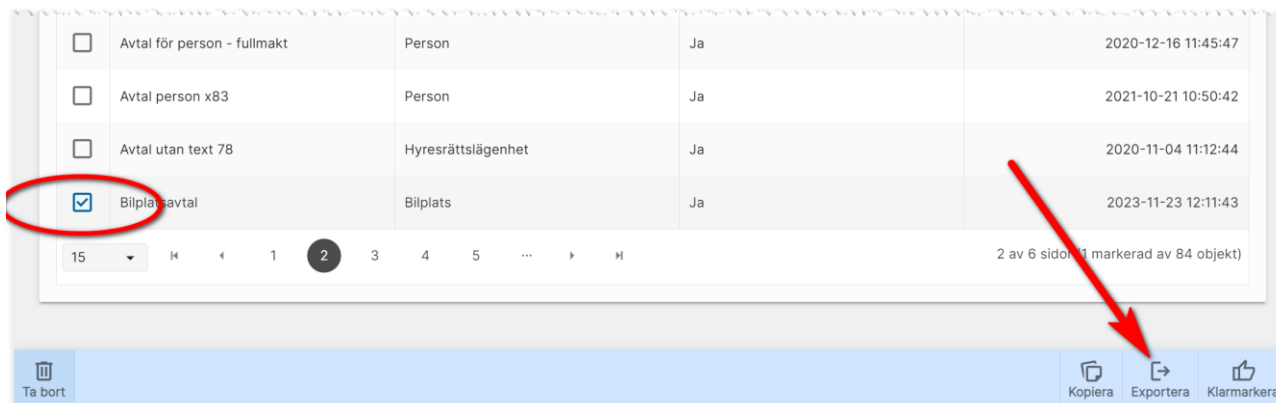 Avtal för person - fullmakt Person Ja 2020-12-16 11:45:47
Avtal person x83 Person Ja 2021-10-21 10:50:42
Avtal utan text 78 Hyresrättslägenhet Ja 2020-11-04 11:12:44
Bilplatsavtal Bilplats Ja 2023-11-23 12:11:43
15 1 2 3 4 5 ... 2 av 6 sidor (1 markerad av 84 objekt)
Ta bort Kopiera Exportera Klarmarkera